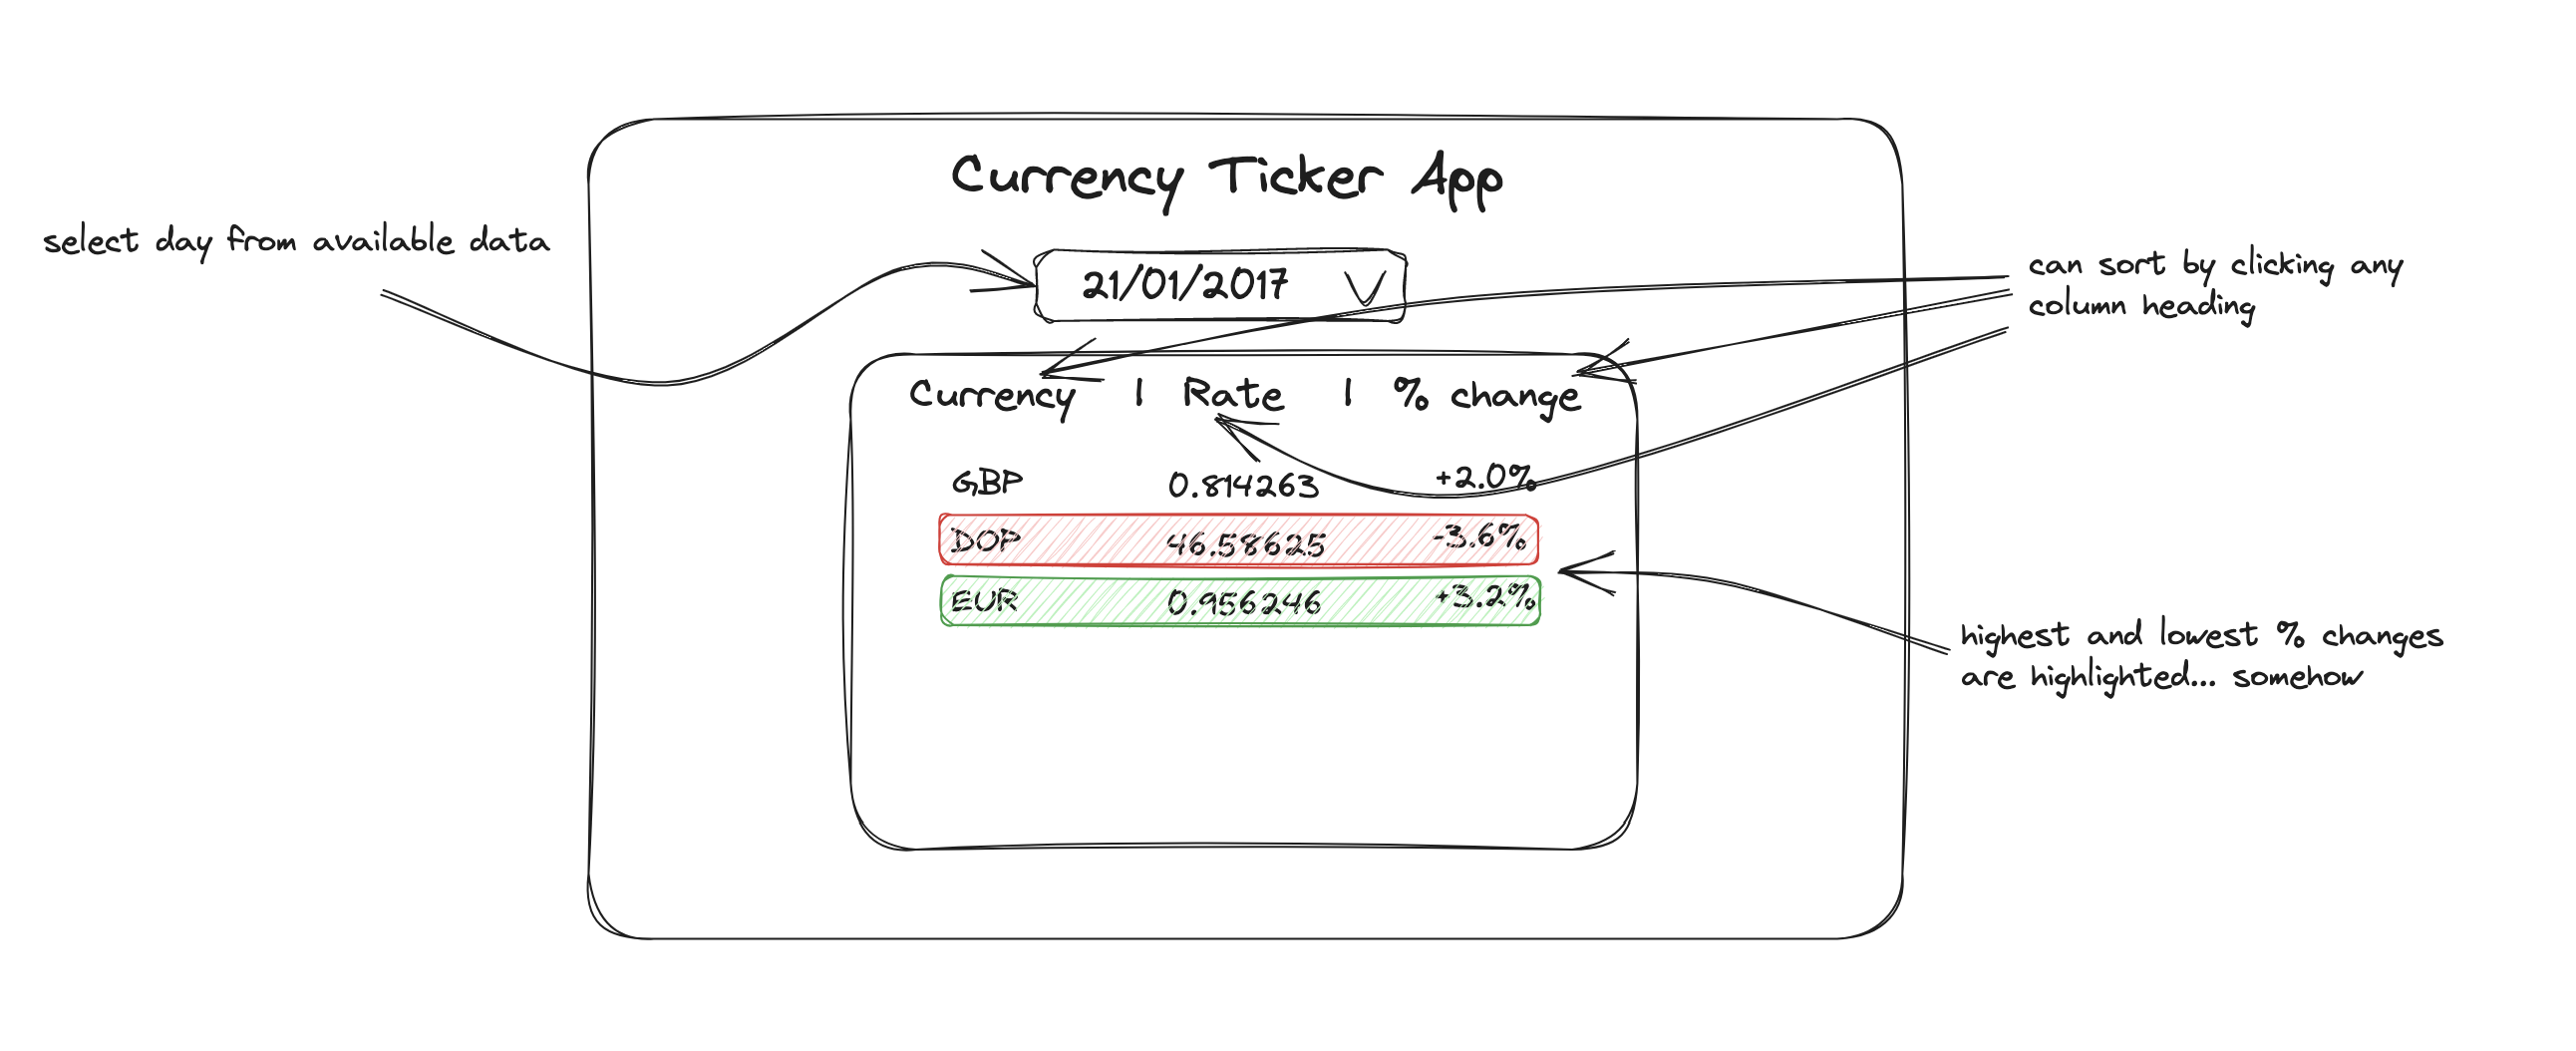 Currency Ticker App
select day from available data
21/01/2017
can sort by clicking any
column heading
Currency | Rate | % change
GBP 0.814263 +2.0%
DOP 46.58625 -3.6%
EUR 0.956246 +3.2%
highest and lowest % changes
are highlighted... somehow